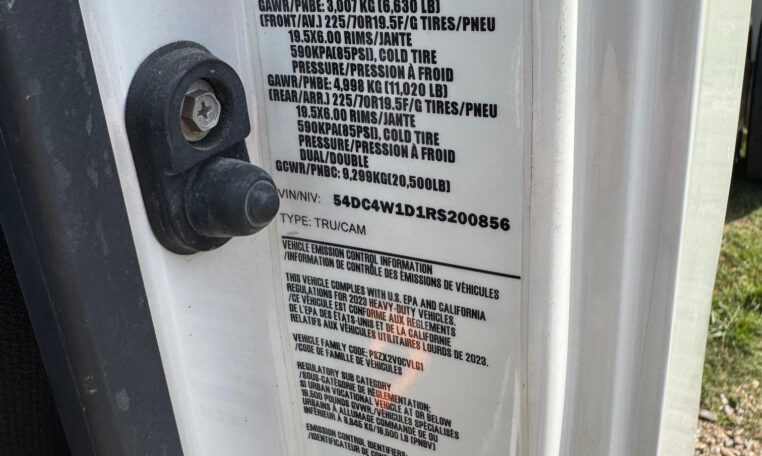 GAWR/PNBE: 3,007 KG (6,630 LB)
(FRONT/AV.) 225/70R19.5F/G TIRES/PNEU
19.5X6.00 RIMS/JANTE
590KPA(85PSI), COLD TIRE
PRESSURE/PRESSION À FROID
GAWR/PNBE: 4,998 KG (11,020 LB)
(REAR/ARR.) 225/70R19.5F/G TIRES/PNEU
19.5X6.00 RIMS/JANTE
590KPA(85PSI), COLD TIRE
PRESSURE/PRESSION À FROID
DUAL/DOUBLE
GCWR/PNBC: 9,299KG(20,500LB)
VIN/NIV: 54DC4W1D1RS200856
TYPE: TRU/CAM
VEHICLE EMISSION CONTROL INFORMATION
/INFORMATION DE CONTRÔLE DES ÉMISSIONS DE VÉHICULES
THIS VEHICLE COMPLIES WITH U.S. EPA AND CALIFORNIA
REGULATIONS FOR 2023 HEAVY-DUTY VEHICLES.
/CE VÉHICULE EST CONFORME AUX RÈGLEMENTS
DE L'EPA DES ÉTATS-UNIS ET DE LA CALIFORNIE
RELATIFS AUX VÉHICULES UTILITAIRES LOURDS DE 2023.
VEHICLE FAMILY CODE: PSZX2VOCVLG1
/CODE DE FAMILLE DE VÉHICULES
REGULATORY SUB CATEGORY
/SOUS-CATÉGORIE DE RÉGLEMENTATION:
SI URBAN VOCATIONAL VEHICLE AT OR BELOW
19,500 POUNDS GVWR/VÉHICULES SPÉCIALISÉS
URBAINS À ALLUMAGE COMMANDÉ DE OU
INFÉRIEUR À 8,845 KG/19,500 LB (PNBV)
EMISSION CONTROL IDENTIFIERS
/IDENTIFICATEUR DE